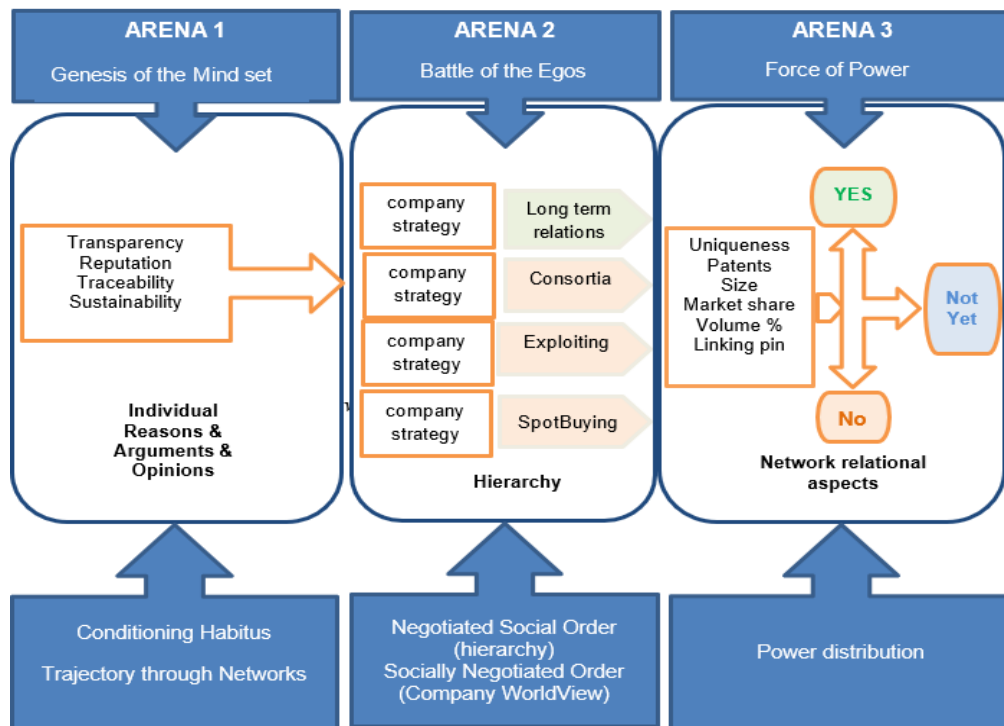 ARENA 1
Genesis of the Mind set
ARENA 2
Battle of the Egos
ARENA 3
Force of Power
Transparency
Reputation
Traceability
Sustainability
Individual
Reasons &
Arguments &
Opinions
company
strategy
Long term
relations
company
strategy
Consortia
company
strategy
Exploiting
company
strategy
SpotBuying
Hierarchy
Uniqueness
Patents
Size
Market share
Volume %
Linking pin
YES
Not
Yet
No
Network relational
aspects
Conditioning Habitus
Trajectory through Networks
Negotiated Social Order
(hierarchy)
Socially Negotiated Order
(Company WorldView)
Power distribution